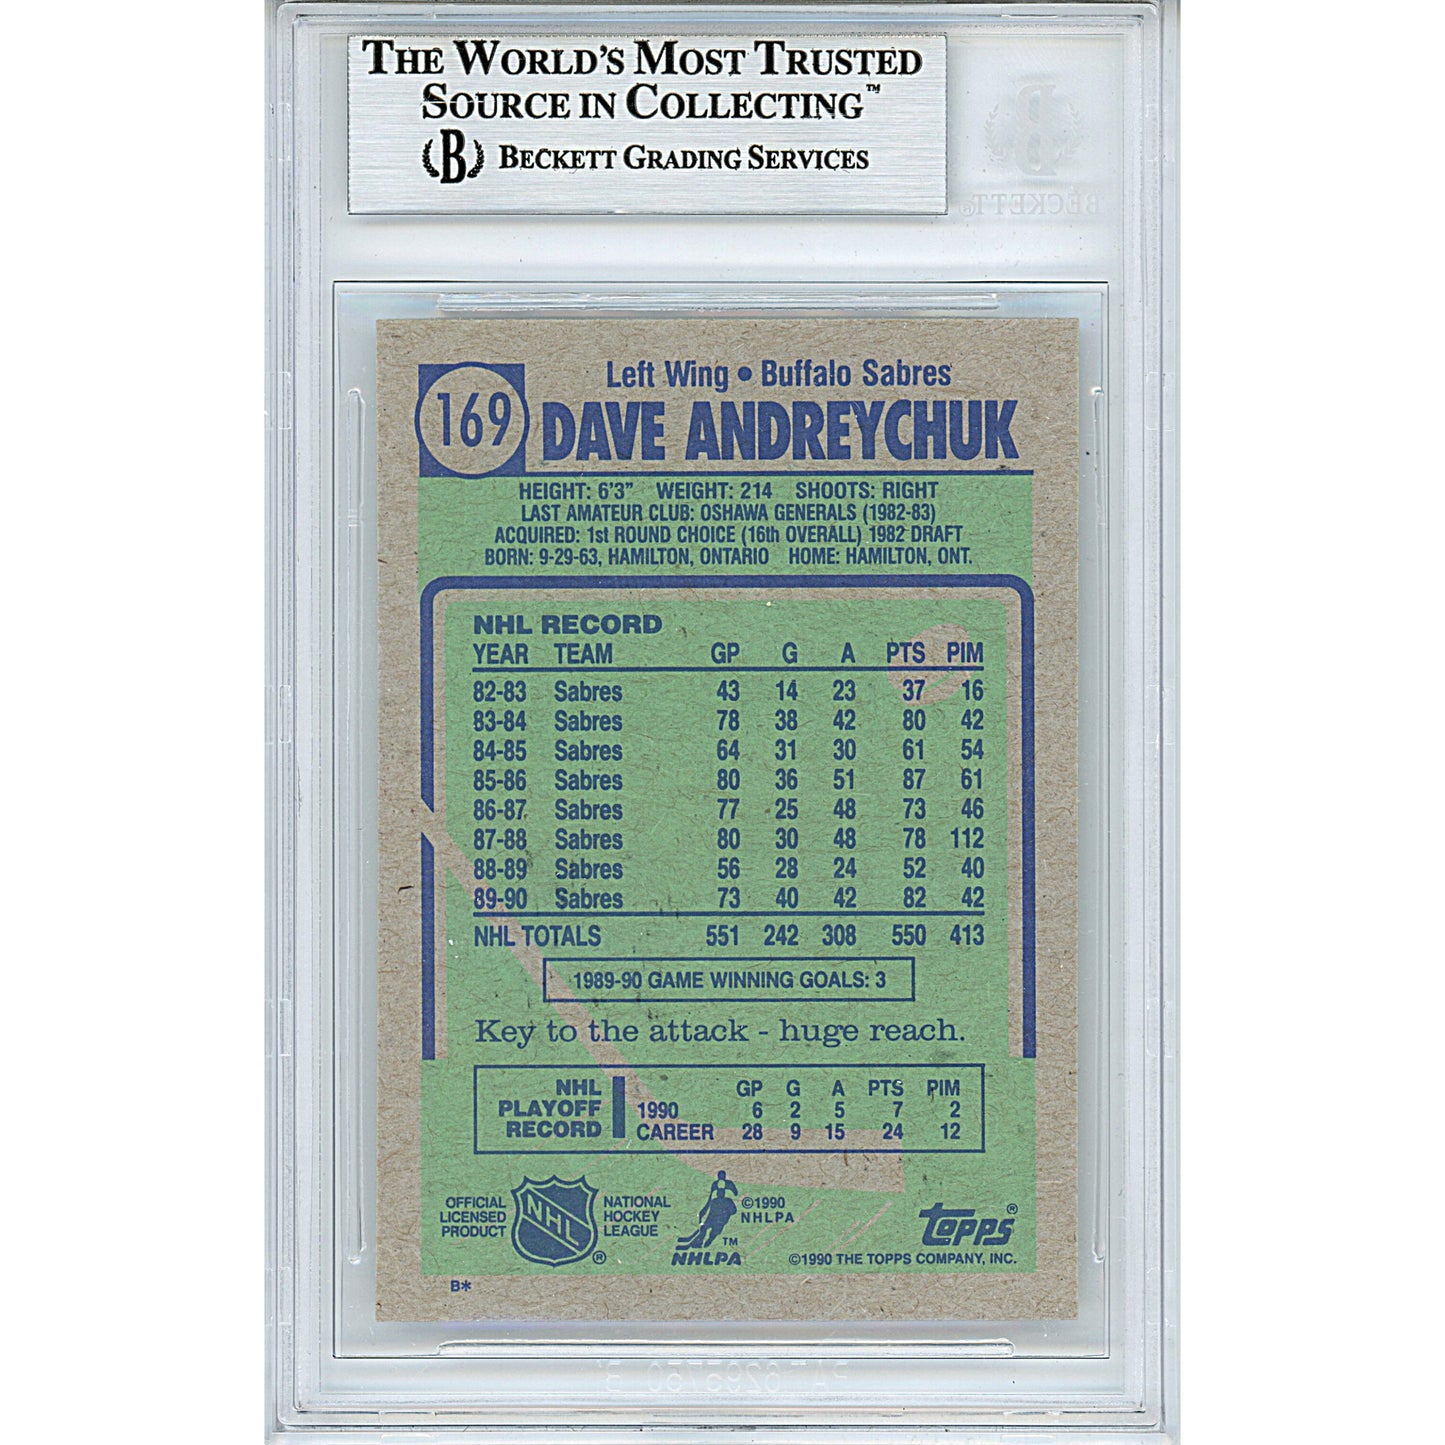 THE WORLD'S MOST TRUSTED
SOURCE IN COLLECTING™
B BECKETT GRADING SERVICES
BECKETT®
169
Left Wing • Buffalo Sabres
DAVE ANDREYCHUK
HEIGHT: 6'3" WEIGHT: 214 SHOOTS: RIGHT
LAST AMATEUR CLUB: OSHAWA GENERALS (1982-83)
ACQUIRED: 1st ROUND CHOICE (16th OVERALL) 1982 DRAFT
BORN: 9-29-63, HAMILTON, ONTARIO HOME: HAMILTON, ONT.
NHL RECORD
YEAR TEAM GP G A PTS PIM
82-83 Sabres 43 14 23 37 16
83-84 Sabres 78 38 42 80 42
84-85 Sabres 64 31 30 61 54
85-86 Sabres 80 36 51 87 61
86-87 Sabres 77 25 48 73 46
87-88 Sabres 80 30 48 78 112
88-89 Sabres 56 28 24 52 40
89-90 Sabres 73 40 42 82 42
NHL TOTALS 551 242 308 550 413
1989-90 GAME WINNING GOALS: 3
Key to the attack - huge reach.
NHL PLAYOFF RECORD
GP G A PTS PIM
1990 6 2 5 7 2
CAREER 28 9 15 24 12
OFFICIAL
LICENSED
PRODUCT
NHL ®
NATIONAL
HOCKEY
LEAGUE
™
NHLPA
©1990
NHLPA
topps®
©1990 THE TOPPS COMPANY, INC.
B*